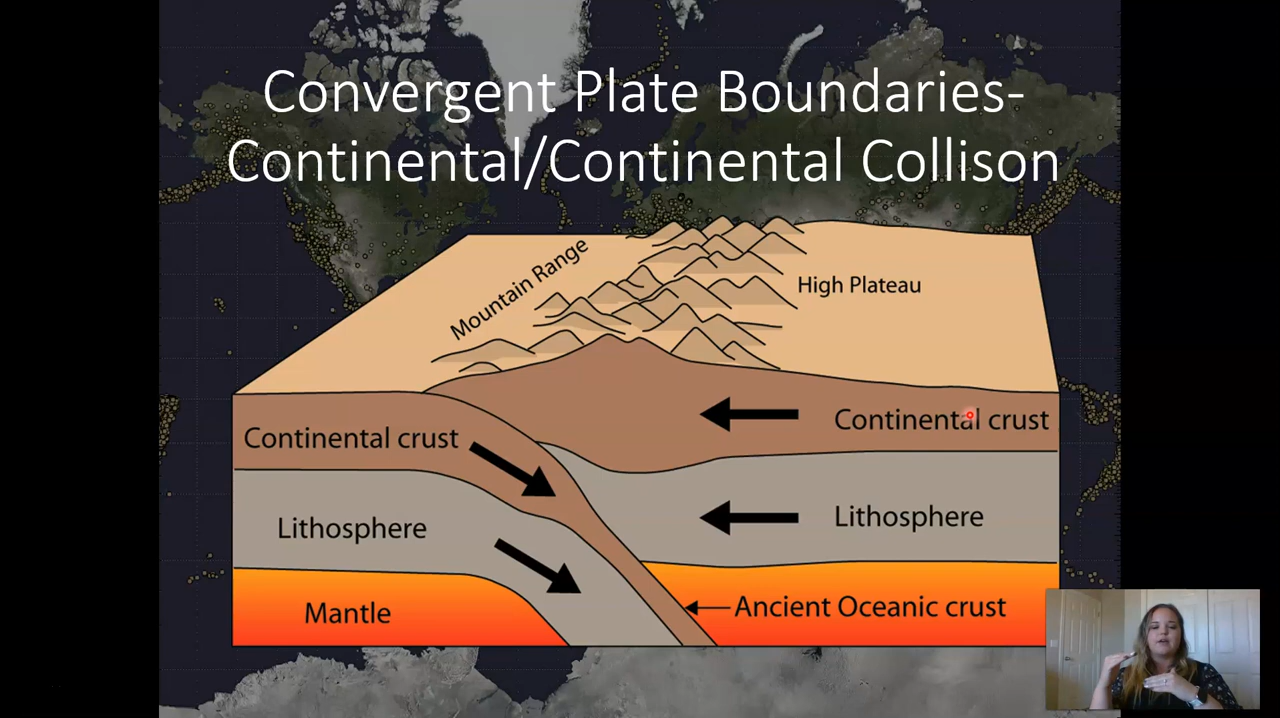 Convergent Plate Boundaries-
Continental/Continental Collison
Mountain Range
High Plateau
Continental crust
Continental crust
Lithosphere
Lithosphere
Mantle
Ancient Oceanic crust